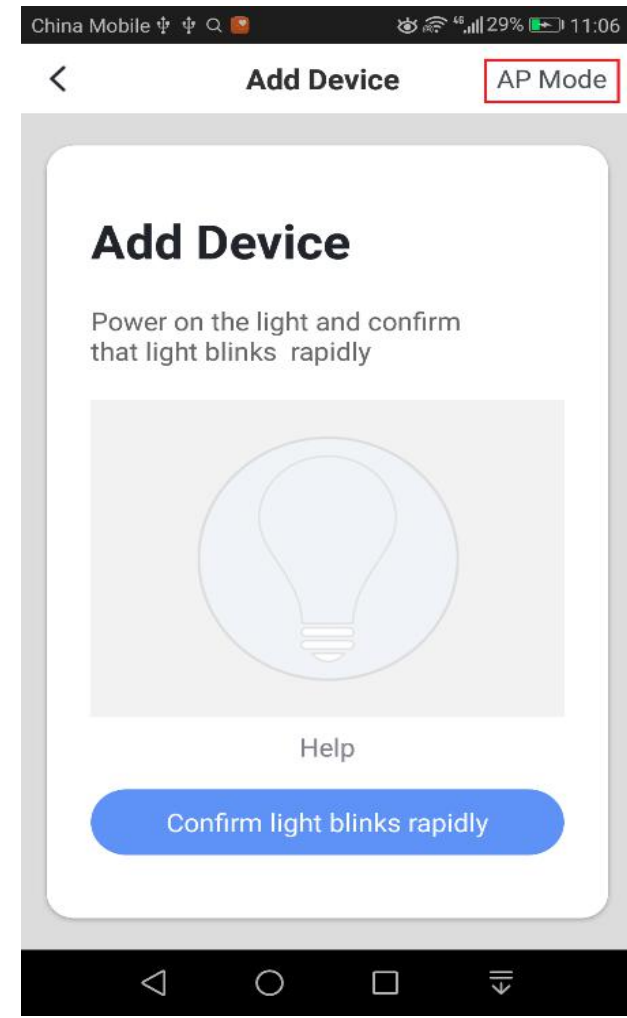 China Mobile 46 29% 11:06
Add Device AP Mode
Add Device
Power on the light and confirm
that light blinks rapidly
Help
Confirm light blinks rapidly